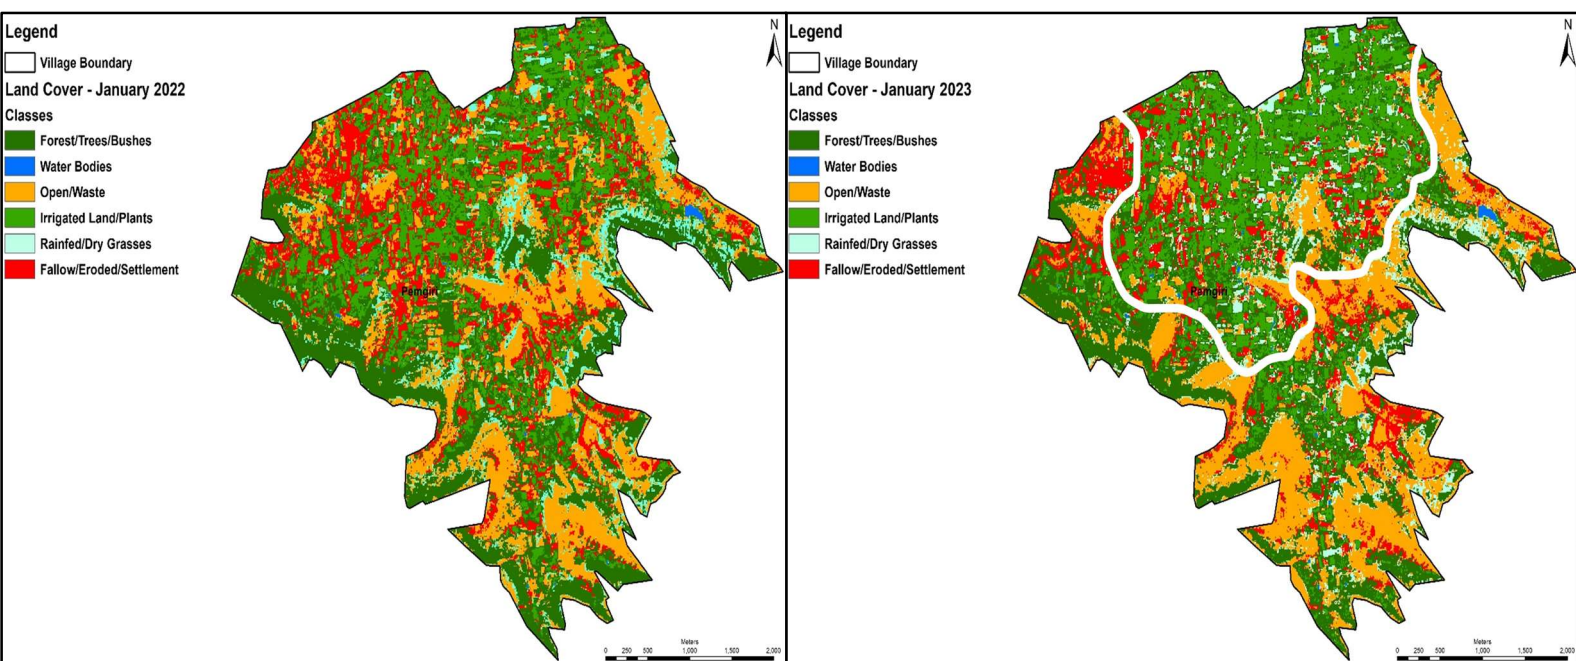 Legend
Village Boundary
Land Cover - January 2022
Classes
Forest/Trees/Bushes
Water Bodies
Open/Waste
Irrigated Land/Plants
Rainfed/Dry Grasses
Fallow/Eroded/Settlement
N
Pemgiri
Meters
0 250 500 1,000 1,500 2,000
Legend
Village Boundary
Land Cover - January 2023
Classes
Forest/Trees/Bushes
Water Bodies
Open/Waste
Irrigated Land/Plants
Rainfed/Dry Grasses
Fallow/Eroded/Settlement
N
Pemgiri
Meters
0 250 500 1,000 1,500 2,000